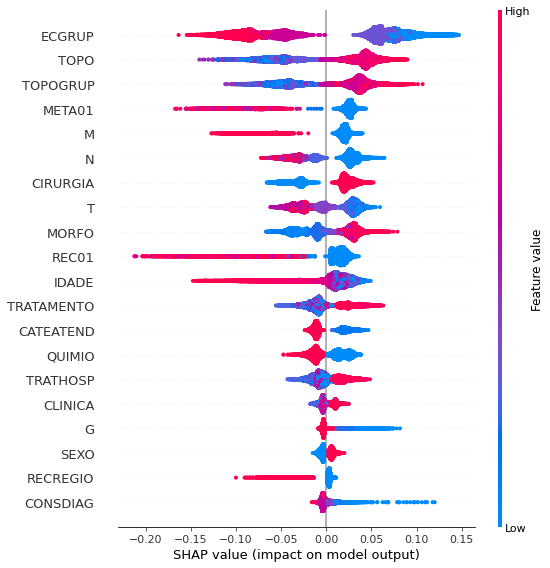 High
ECGRUP
TOPO
TOPOGRUP
META01
M
N
CIRURGIA
T
MORFO
REC01
IDADE
TRATAMENTO
CATEATEND
QUIMIO
TRATHOSP
CLINICA
G
SEXO
RECREGIO
CONSDIAG
Feature value
Low
−0.20 −0.15 −0.10 −0.05 0.00 0.05 0.10 0.15
SHAP value (impact on model output)